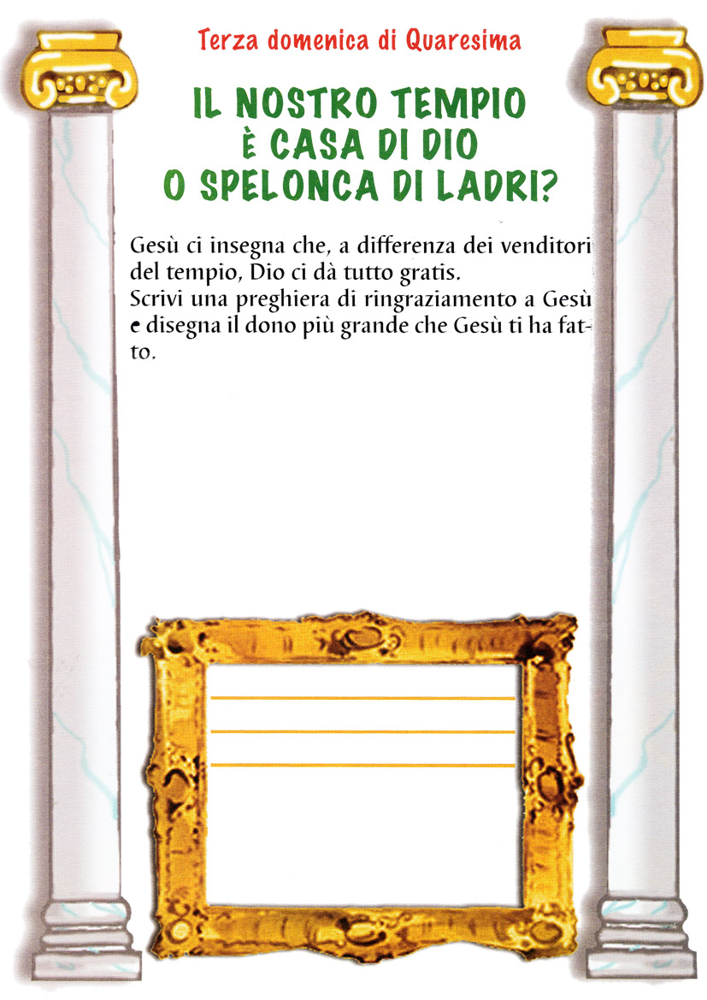 Terza domenica di Quaresima
IL NOSTRO TEMPIO
È CASA DI DIO
O SPELONCA DI LADRI?
Gesù ci insegna che, a differenza dei venditori
del tempio, Dio ci dà tutto gratis.
Scrivi una preghiera di ringraziamento a Gesù
e disegna il dono più grande che Gesù ti ha fat-
to.